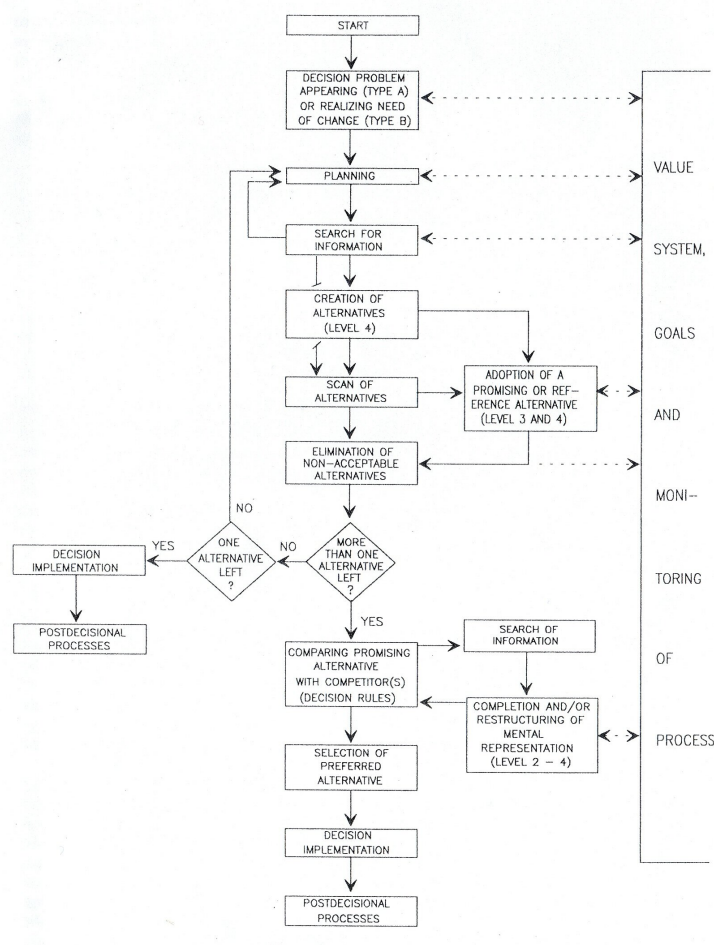 START
DECISION PROBLEM
APPEARING (TYPE A)
OR REALIZING NEED
OF CHANGE (TYPE B)
PLANNING
SEARCH FOR
INFORMATION
CREATION OF
ALTERNATIVES
(LEVEL 4)
SCAN OF
ALTERNATIVES
ADOPTION OF A
PROMISING OR REF-
ERENCE ALTERNATIVE
(LEVEL 3 AND 4)
ELIMINATION OF
NON-ACCEPTABLE
ALTERNATIVES
MORE
THAN ONE
ALTERNATIVE
LEFT
?
NO
ONE
ALTERNATIVE
LEFT
?
NO
YES
DECISION
IMPLEMENTATION
POSTDECISIONAL
PROCESSES
YES
COMPARING PROMISING
ALTERNATIVE
WITH COMPETITOR(S)
(DECISION RULES)
SEARCH OF
INFORMATION
COMPLETION AND/OR
RESTRUCTURING OF
MENTAL
REPRESENTATION
(LEVEL 2 - 4)
SELECTION OF
PREFERRED
ALTERNATIVE
DECISION
IMPLEMENTATION
POSTDECISIONAL
PROCESSES
VALUE
SYSTEM,
GOALS
AND
MONI-
TORING
OF
PROCESS